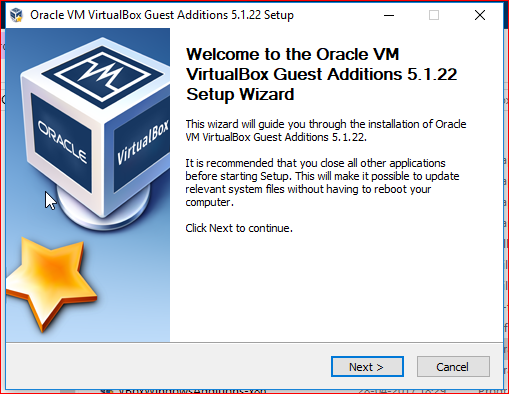 Oracle VM VirtualBox Guest Additions 5.1.22 Setup
Welcome to the Oracle VM
VirtualBox Guest Additions 5.1.22
Setup Wizard
This wizard will guide you through the installation of Oracle
VM VirtualBox Guest Additions 5.1.22.
It is recommended that you close all other applications
before starting Setup. This will make it possible to update
relevant system files without having to reboot your
computer.
Click Next to continue.
ORACLE
VirtualBox
Next >
Cancel